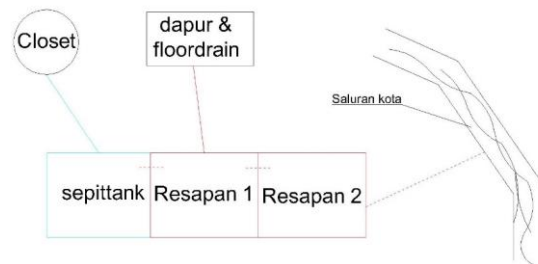 Closet
dapur &
floordrain
Saluran kota
sepittank
Resapan 1
Resapan 2